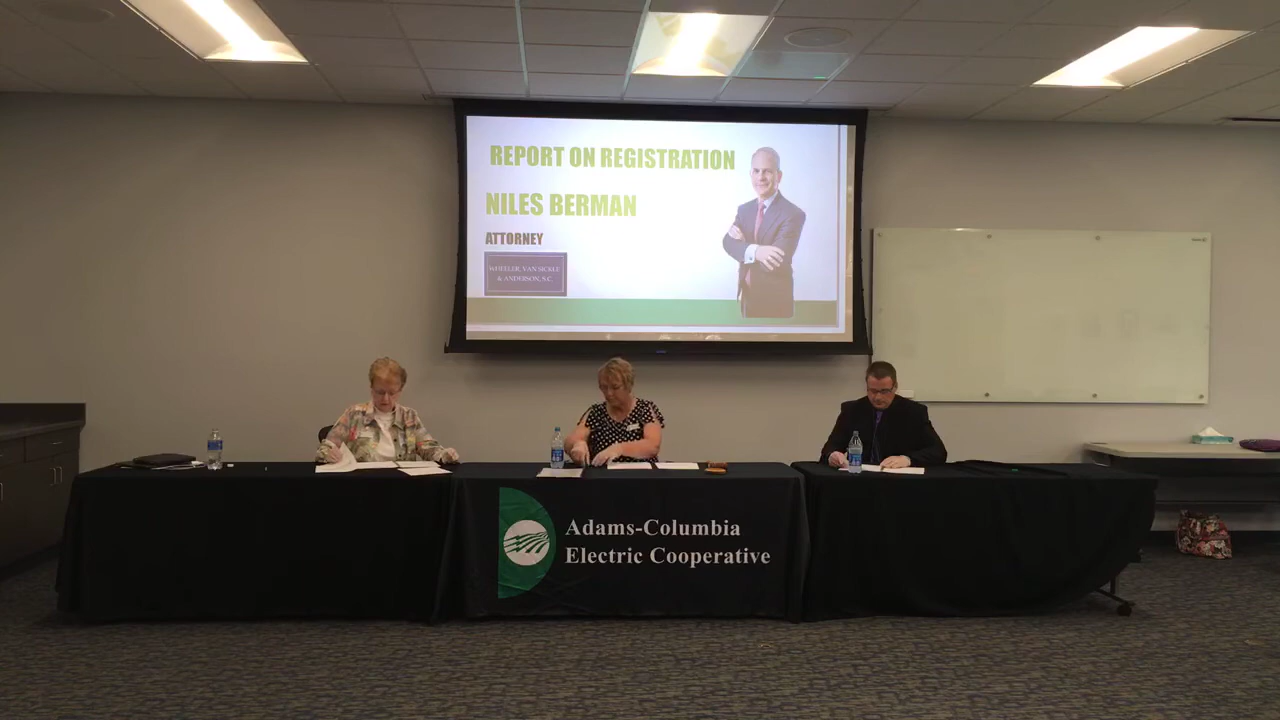 REPORT ON REGISTRATION
NILES BERMAN
ATTORNEY
WHEELER, VAN SICKLE
& ANDERSON, S.C.
Adams-Columbia
Electric Cooperative